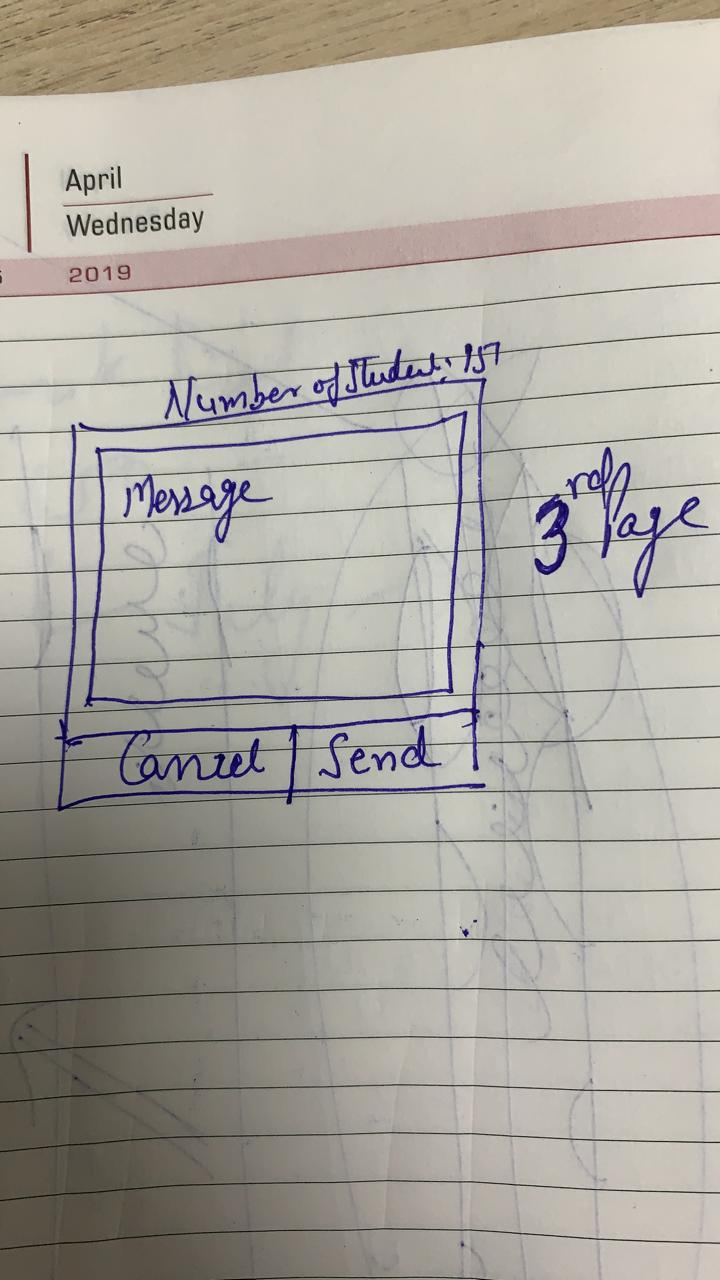 April
Wednesday
2019
Number of Student: 157
Message
3rd Page
Cancel Send